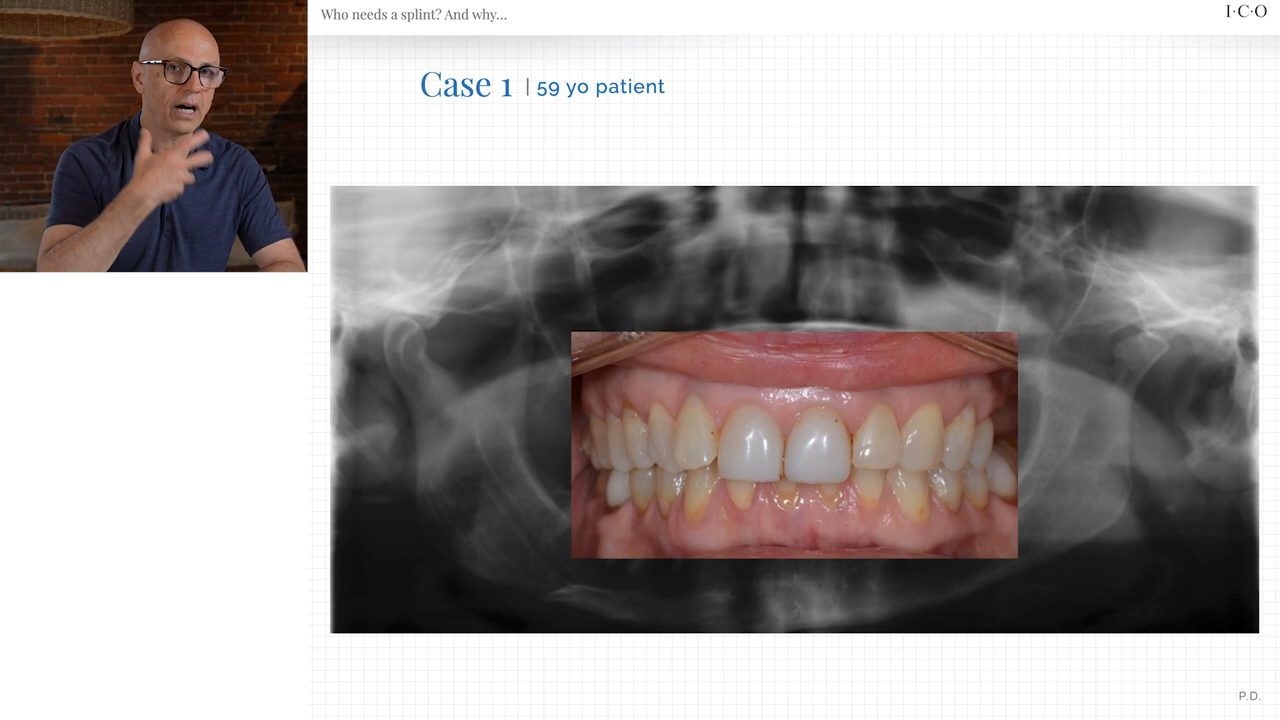 Who needs a splint? And why...
I·C·O
Case 1 | 59 yo patient
P.D.